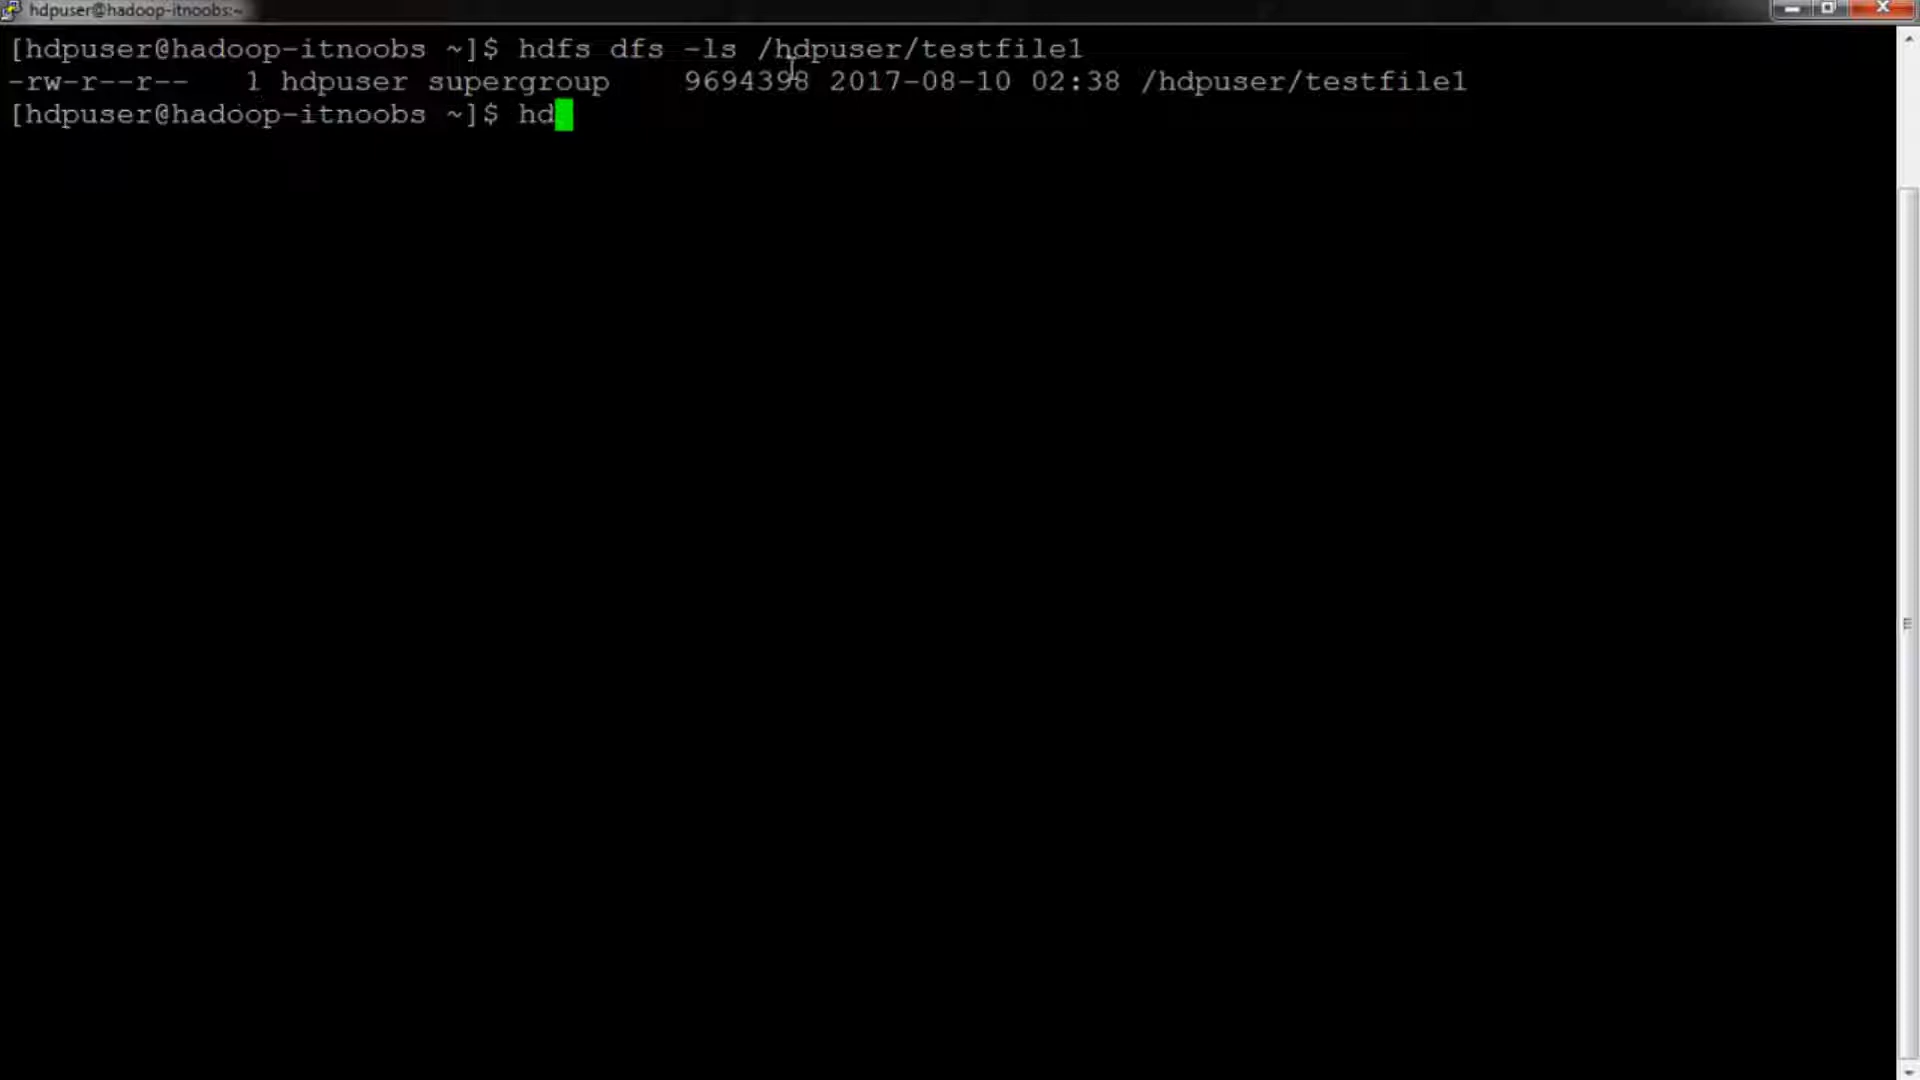 hdpuser@hadoop-itnoobs:~
[hdpuser@hadoop-itnoobs ~]$ hdfs dfs -ls /hdpuser/testfile1
-rw-r--r--   1 hdpuser supergroup    9694398 2017-08-10 02:38 /hdpuser/testfile1
[hdpuser@hadoop-itnoobs ~]$ hd